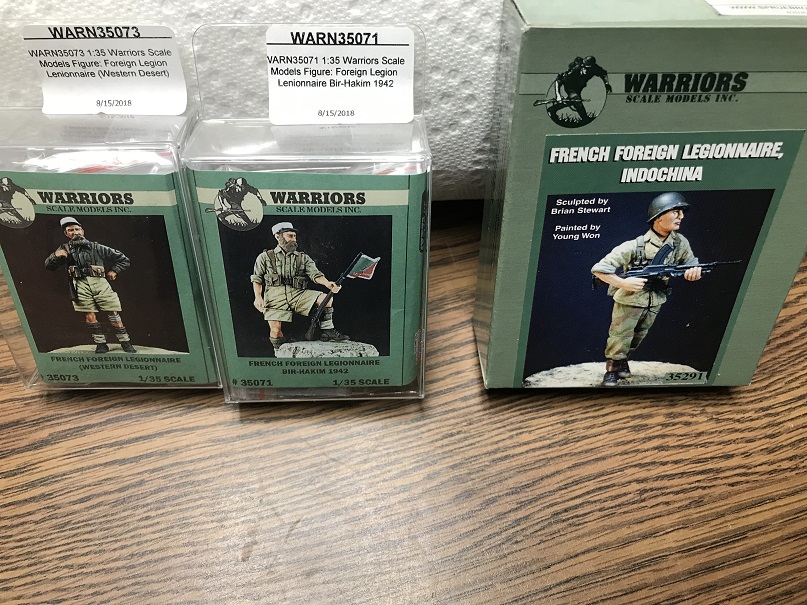 WARN35073
WARN35073 1:35 Warriors Scale
Models Figure: Foreign Legion
Lenionnaire (Western Desert)
8/15/2018
WARRIORS
SCALE MODELS INC.
FRENCH FOREIGN LEGIONNAIRE
(WESTERN DESERT)
# 35073 1/35 SCALE
WARN35071
WARN35071 1:35 Warriors Scale
Models Figure: Foreign Legion
Lenionnaire Bir-Hakim 1942
8/15/2018
WARRIORS
SCALE MODELS INC.
FRENCH FOREIGN LEGIONNAIRE
BIR-HAKIM 1942
# 35071 1/35 SCALE
WARRIORS
SCALE MODELS INC.
FRENCH FOREIGN LEGIONNAIRE,
INDOCHINA
Sculpted by
Brian Stewart
Painted by
Young Won
35291